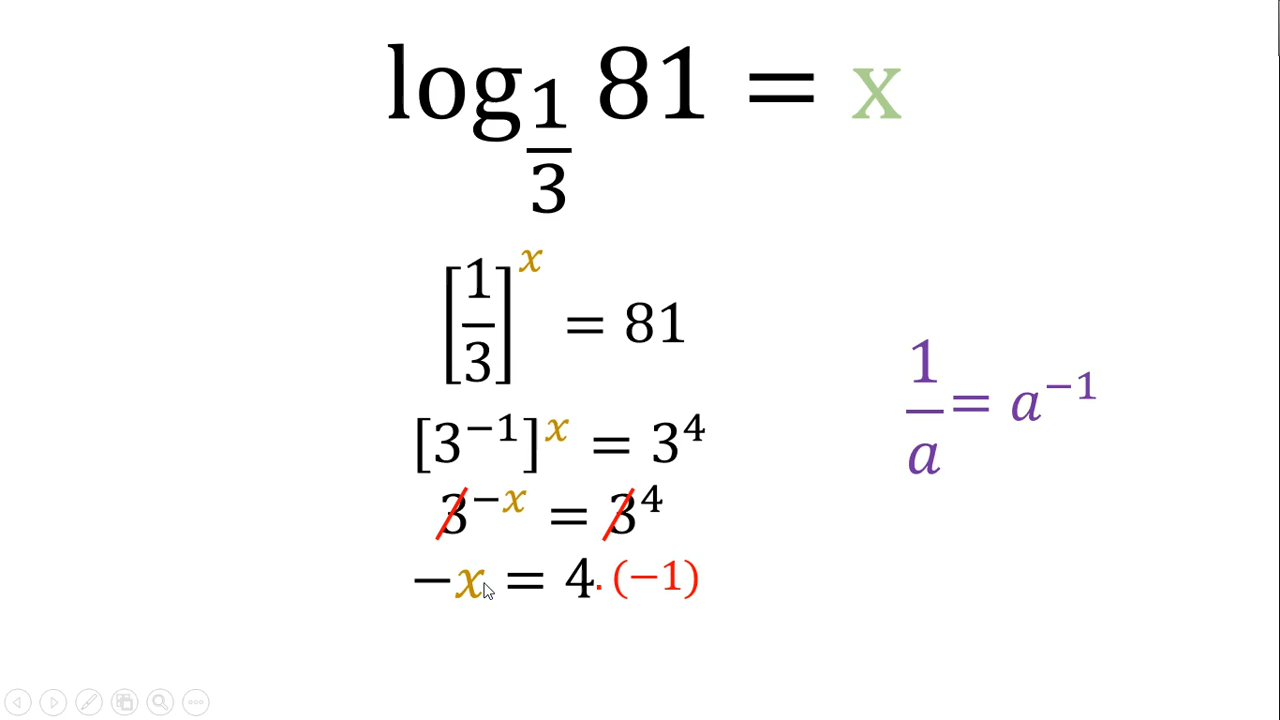 log_{1/3} 81 = x
[1/3]^x = 81
1/a = a^{-1}
[3^{-1}]^x = 3^4
3^{-x} = 3^4
-x = 4 · (-1)